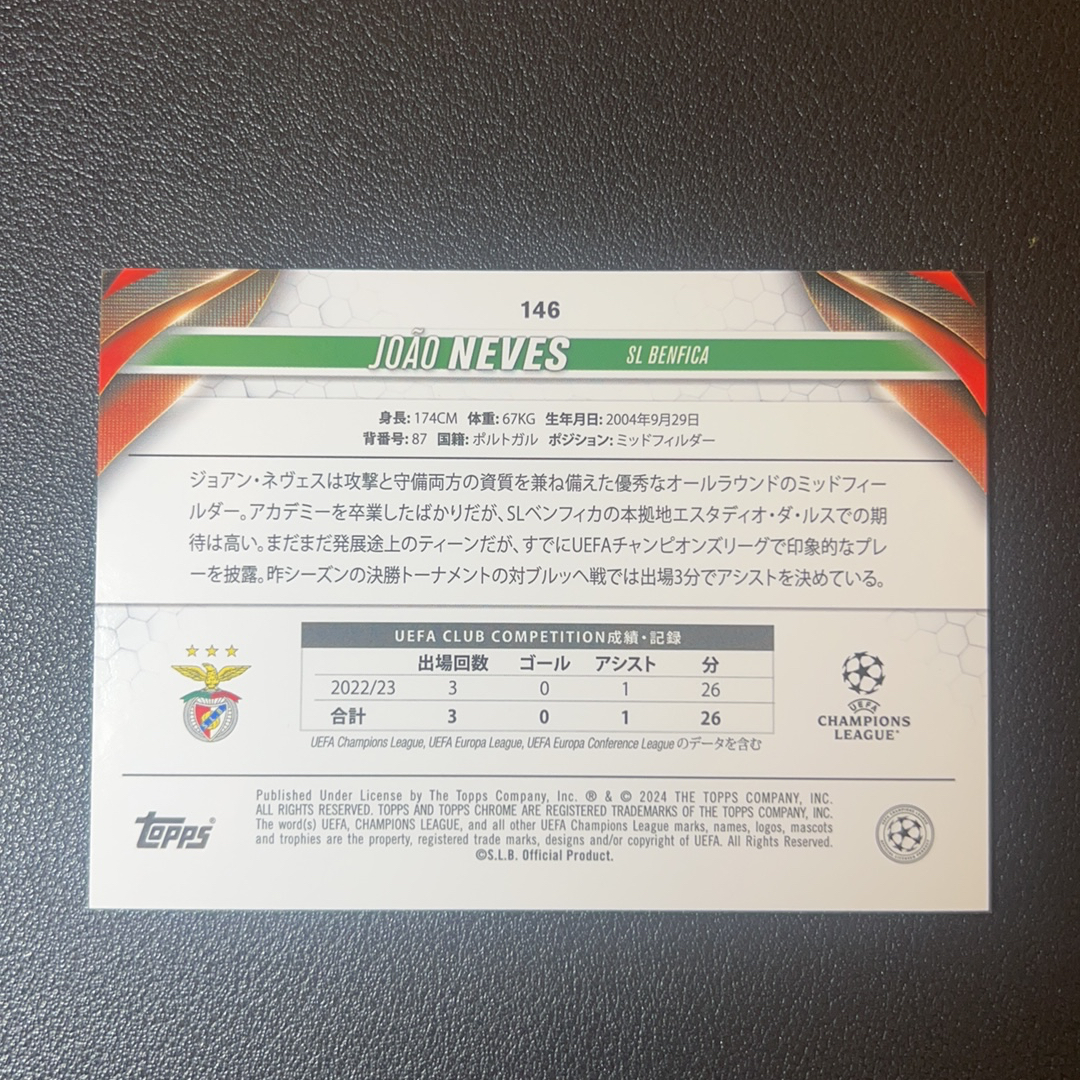 146
JOÃO NEVES SL BENFICA
身長: 174CM 体重: 67KG 生年月日: 2004年9月29日
背番号: 87 国籍: ポルトガル ポジション: ミッドフィルダー
ジョアン・ネヴェスは攻撃と守備両方の資質を兼ね備えた優秀なオールラウンドのミッドフィー
ルダー。アカデミーを卒業したばかりだが、SLベンフィカの本拠地エスタディオ・ダ・ルスでの期
待は高い。まだまだ発展途上のティーンだが、すでにUEFAチャンピオンズリーグで印象的なプレ
ーを披露。昨シーズンの決勝トーナメントの対ブルッヘ戦では出場3分でアシストを決めている。
UEFA CLUB COMPETITION成績・記録
出場回数 ゴール アシスト 分
2022/23 3 0 1 26
合計 3 0 1 26
UEFA Champions League, UEFA Europa League, UEFA Europa Conference League のデータを含む
UEFA
CHAMPIONS
LEAGUE
Published Under License by The Topps Company, Inc. ® & © 2024 THE TOPPS COMPANY, INC.
ALL RIGHTS RESERVED. TOPPS AND TOPPS CHROME ARE REGISTERED TRADEMARKS OF THE TOPPS COMPANY, INC.
The word(s) UEFA, CHAMPIONS LEAGUE, and all other UEFA Champions League marks, names, logos, mascots
and trophies are the property, registered trade marks, designs and/or copyright of UEFA. All Rights Reserved.
©S.L.B. Official Product.
Topps